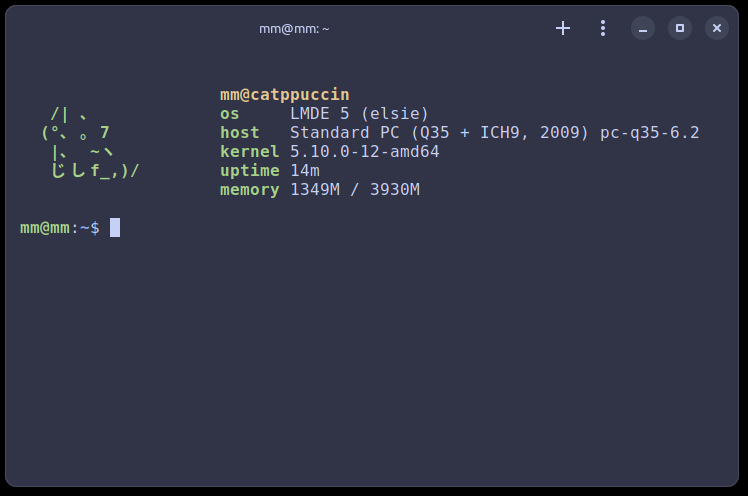 mm@mm: ~
mm@catppuccin
/| 、
os LMDE 5 (elsie)
(°、 。7
host Standard PC (Q35 + ICH9, 2009) pc-q35-6.2
|、 ~ヽ
kernel 5.10.0-12-amd64
じしf_,)/
uptime 14m
memory 1349M / 3930M
mm@mm:~$